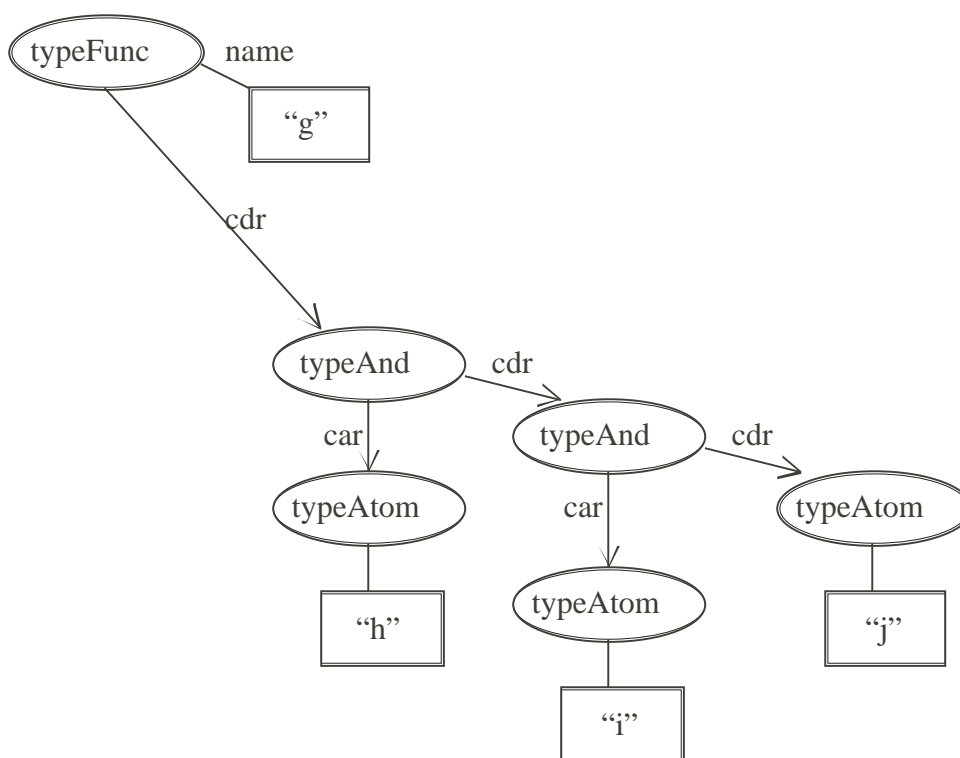 typeFunc
name
“g”
cdr
typeAnd
cdr
car
typeAnd
cdr
typeAtom
car
typeAtom
typeAtom
“h”
“j”
“i”